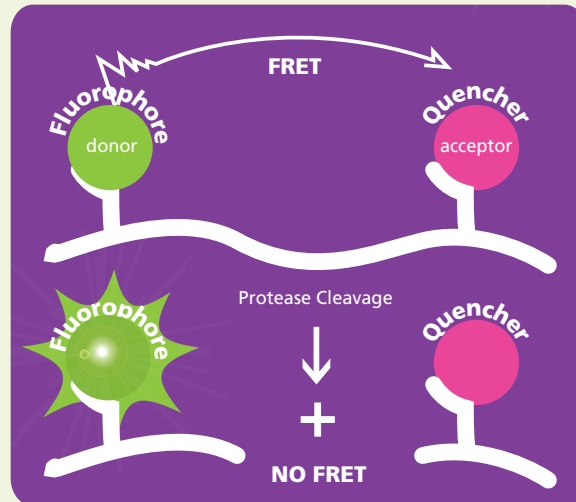 FRET
Fluorophore
donor
Quencher
acceptor
Protease Cleavage
Fluorophore
Quencher
+
NO FRET